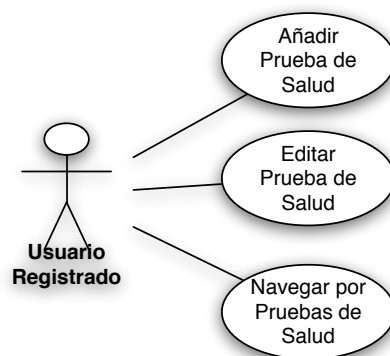 Añadir
Prueba de
Salud
Editar
Prueba de
Salud
Usuario
Registrado
Navegar por
Pruebas de
Salud